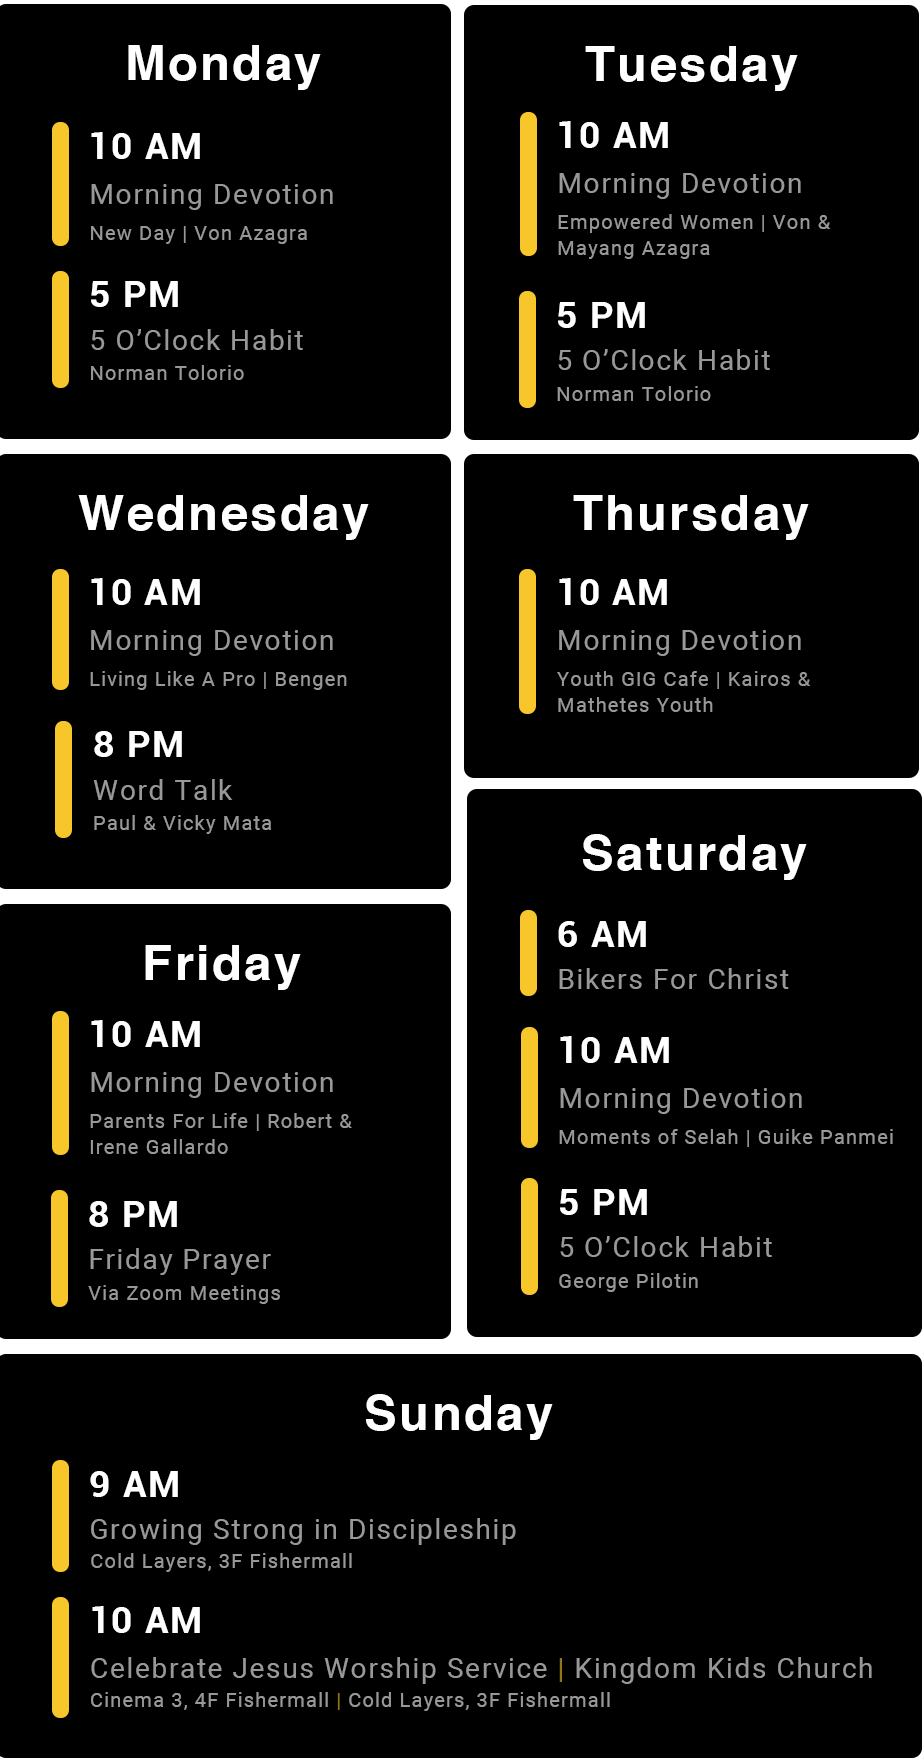 Monday
10 AM
Morning Devotion
New Day | Von Azagra
5 PM
5 O’Clock Habit
Norman Tolorio
Tuesday
10 AM
Morning Devotion
Empowered Women | Von &
Mayang Azagra
5 PM
5 O’Clock Habit
Norman Tolorio
Wednesday
10 AM
Morning Devotion
Living Like A Pro | Bengen
8 PM
Word Talk
Paul & Vicky Mata
Thursday
10 AM
Morning Devotion
Youth GIG Cafe | Kairos &
Mathetes Youth
Friday
10 AM
Morning Devotion
Parents For Life | Robert &
Irene Gallardo
8 PM
Friday Prayer
Via Zoom Meetings
Saturday
6 AM
Bikers For Christ
10 AM
Morning Devotion
Moments of Selah | Guike Panmei
5 PM
5 O’Clock Habit
George Pilotin
Sunday
9 AM
Growing Strong in Discipleship
Cold Layers, 3F Fishermall
10 AM
Celebrate Jesus Worship Service | Kingdom Kids Church
Cinema 3, 4F Fishermall | Cold Layers, 3F Fishermall